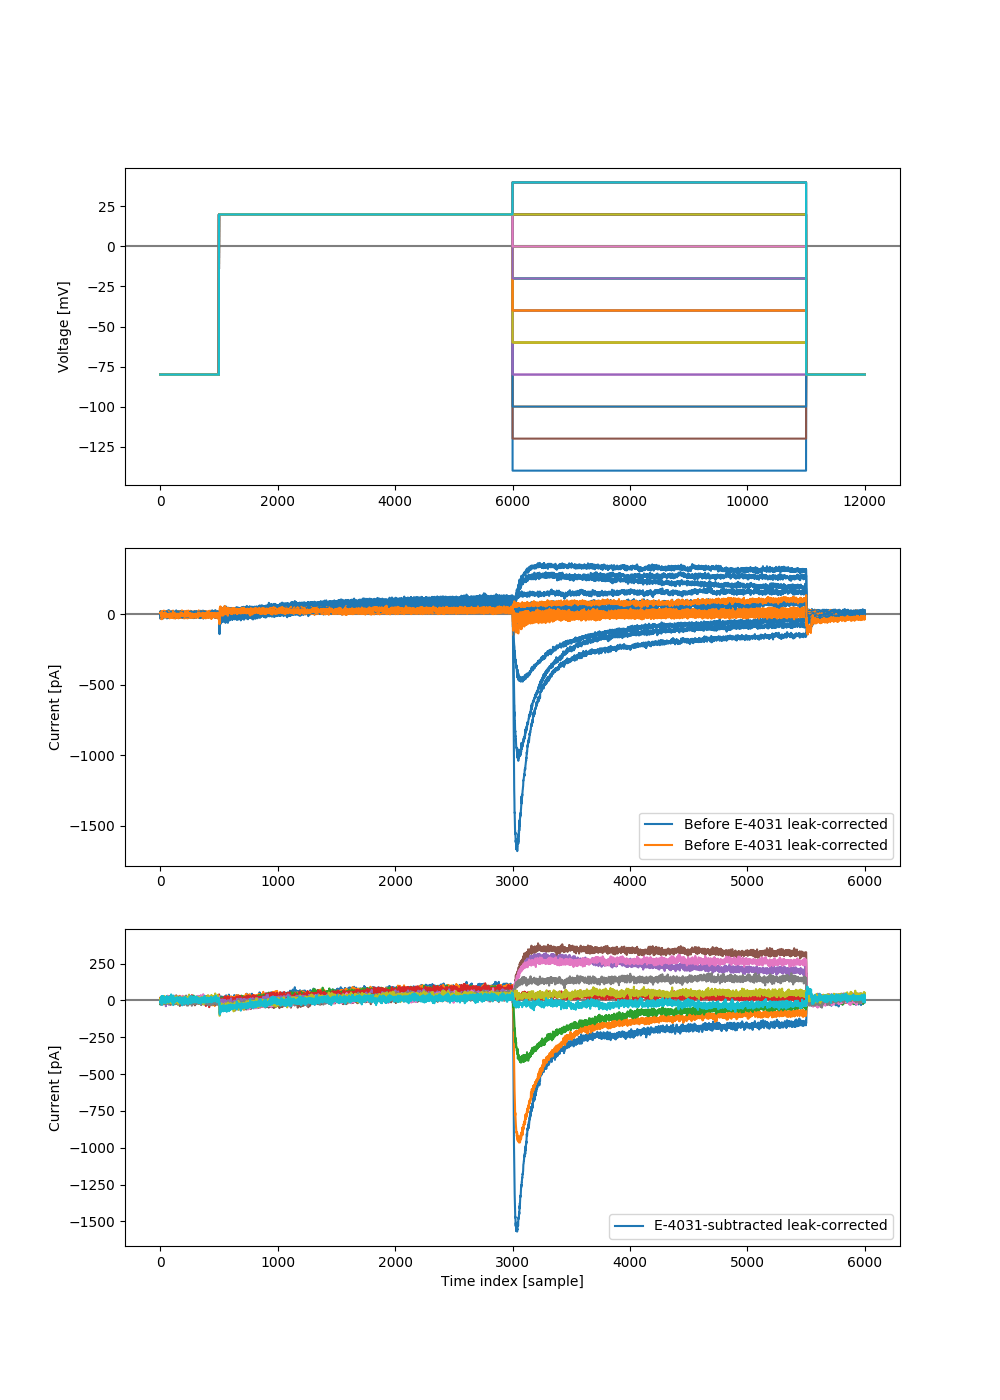 25
0
−25
−50
−75
−100
−125
Voltage [mV]
0 2000 4000 6000 8000 10000 12000
0
−500
−1000
−1500
Current [pA]
Before E-4031 leak-corrected
Before E-4031 leak-corrected
0 1000 2000 3000 4000 5000 6000
250
0
−250
−500
−750
−1000
−1250
−1500
Current [pA]
E-4031-subtracted leak-corrected
0 1000 2000 3000 4000 5000 6000
Time index [sample]